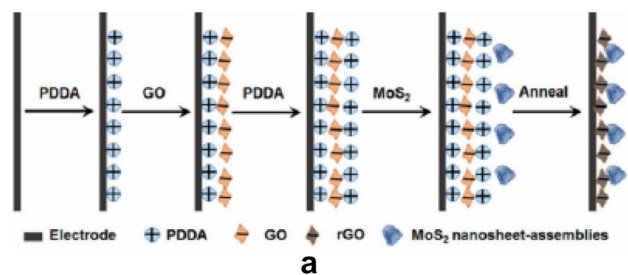 PDDA GO PDDA MoS₂ Anneal
Electrode PDDA GO rGO MoS₂ nanosheet-assemblies
a